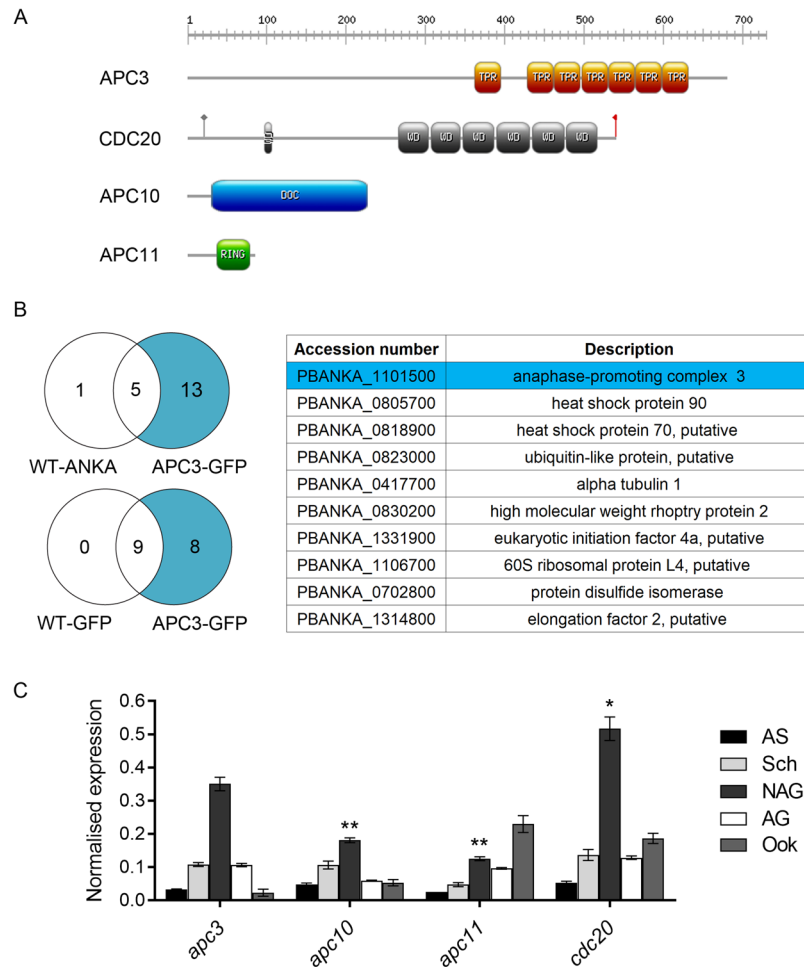 A
1 100 200 300 400 500 600 700
APC3 TPR TPR TPR TPR TPR TPR TPR
CDC20 WD WD WD WD WD WD WD
APC10 DOC
APC11 RING
B
1 5 13
WT-ANKA APC3-GFP
0 9 8
WT-GFP APC3-GFP
Accession number Description
PBANKA_1101500 anaphase-promoting complex 3
PBANKA_0805700 heat shock protein 90
PBANKA_0818900 heat shock protein 70, putative
PBANKA_0823000 ubiquitin-like protein, putative
PBANKA_0417700 alpha tubulin 1
PBANKA_0830200 high molecular weight rhoptry protein 2
PBANKA_1331900 eukaryotic initiation factor 4a, putative
PBANKA_1106700 60S ribosomal protein L4, putative
PBANKA_0702800 protein disulfide isomerase
PBANKA_1314800 elongation factor 2, putative
C
Normalised expression
0.6
0.5
0.4
0.3
0.2
0.1
0.0
** ** *
apc3 apc10 apc11 cdc20
AS
Sch
NAG
AG
Ook